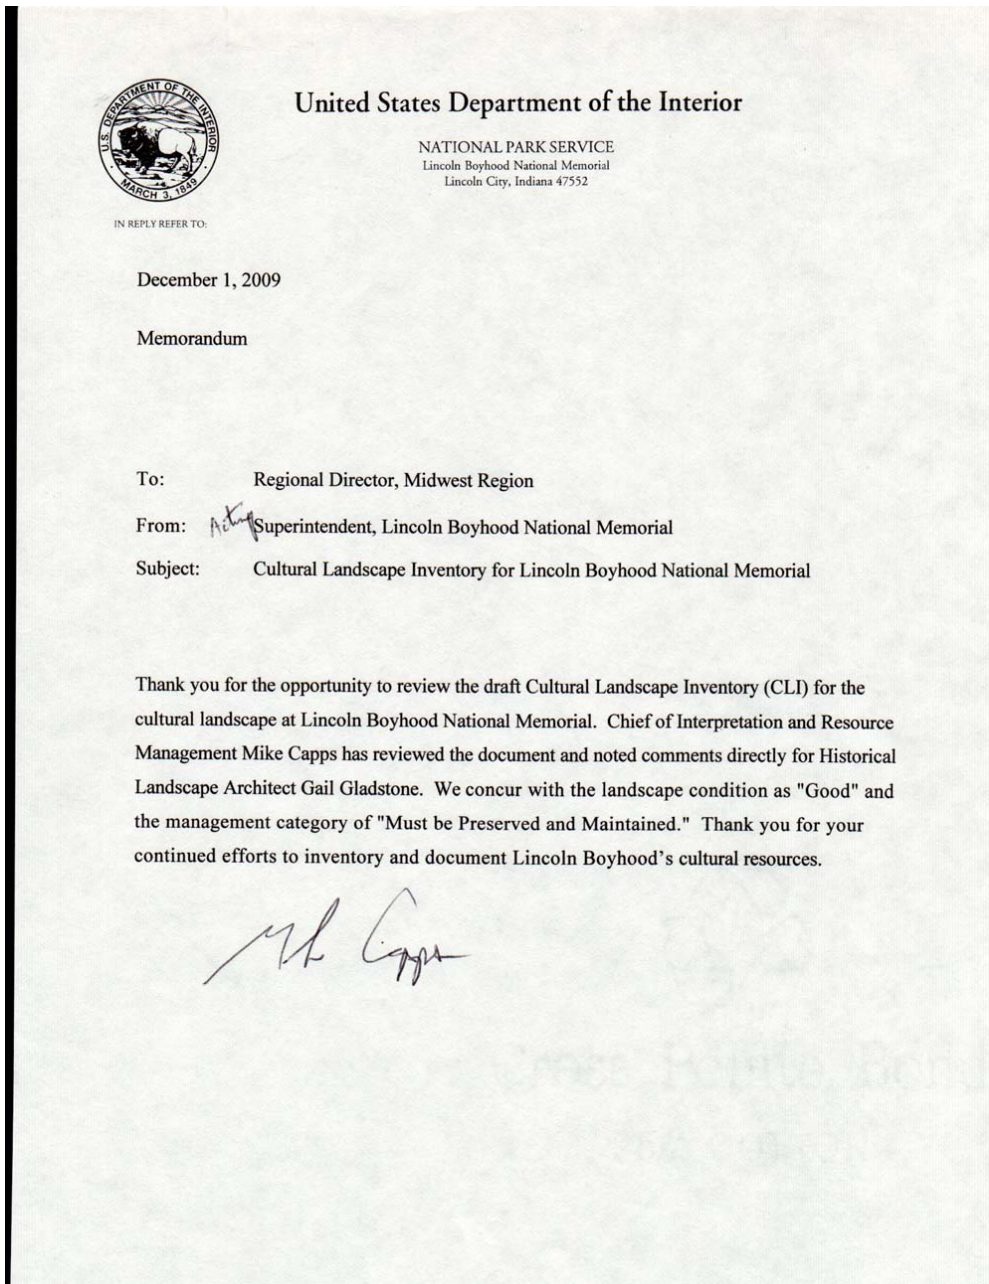 U.S. DEPARTMENT OF THE INTERIOR
MARCH 3, 1849
United States Department of the Interior
NATIONAL PARK SERVICE
Lincoln Boyhood National Memorial
Lincoln City, Indiana 47552
IN REPLY REFER TO:
December 1, 2009
Memorandum
To: Regional Director, Midwest Region
From: Acting Superintendent, Lincoln Boyhood National Memorial
Subject: Cultural Landscape Inventory for Lincoln Boyhood National Memorial
Thank you for the opportunity to review the draft Cultural Landscape Inventory (CLI) for the
cultural landscape at Lincoln Boyhood National Memorial. Chief of Interpretation and Resource
Management Mike Capps has reviewed the document and noted comments directly for Historical
Landscape Architect Gail Gladstone. We concur with the landscape condition as "Good" and
the management category of "Must be Preserved and Maintained." Thank you for your
continued efforts to inventory and document Lincoln Boyhood's cultural resources.
Capps